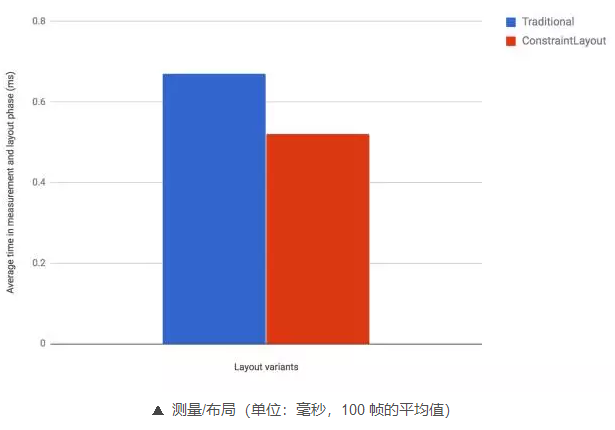 0.8
0.6
0.4
0.2
0
Average time in measurement and layout phase (ms)
Layout variants
Traditional
ConstraintLayout
▲ 测量/布局（单位：毫秒，100 帧的平均值）